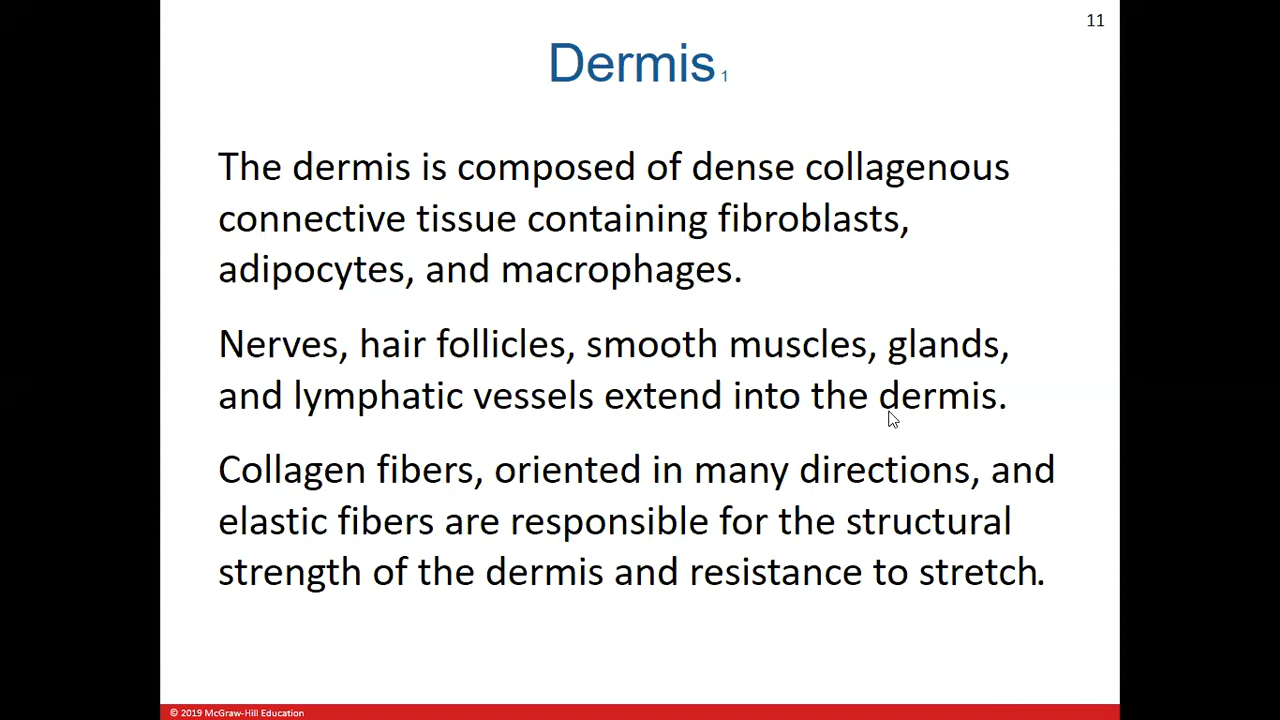 11
Dermis 1
The dermis is composed of dense collagenous
connective tissue containing fibroblasts,
adipocytes, and macrophages.
Nerves, hair follicles, smooth muscles, glands,
and lymphatic vessels extend into the dermis.
Collagen fibers, oriented in many directions, and
elastic fibers are responsible for the structural
strength of the dermis and resistance to stretch.
© 2019 McGraw-Hill Education